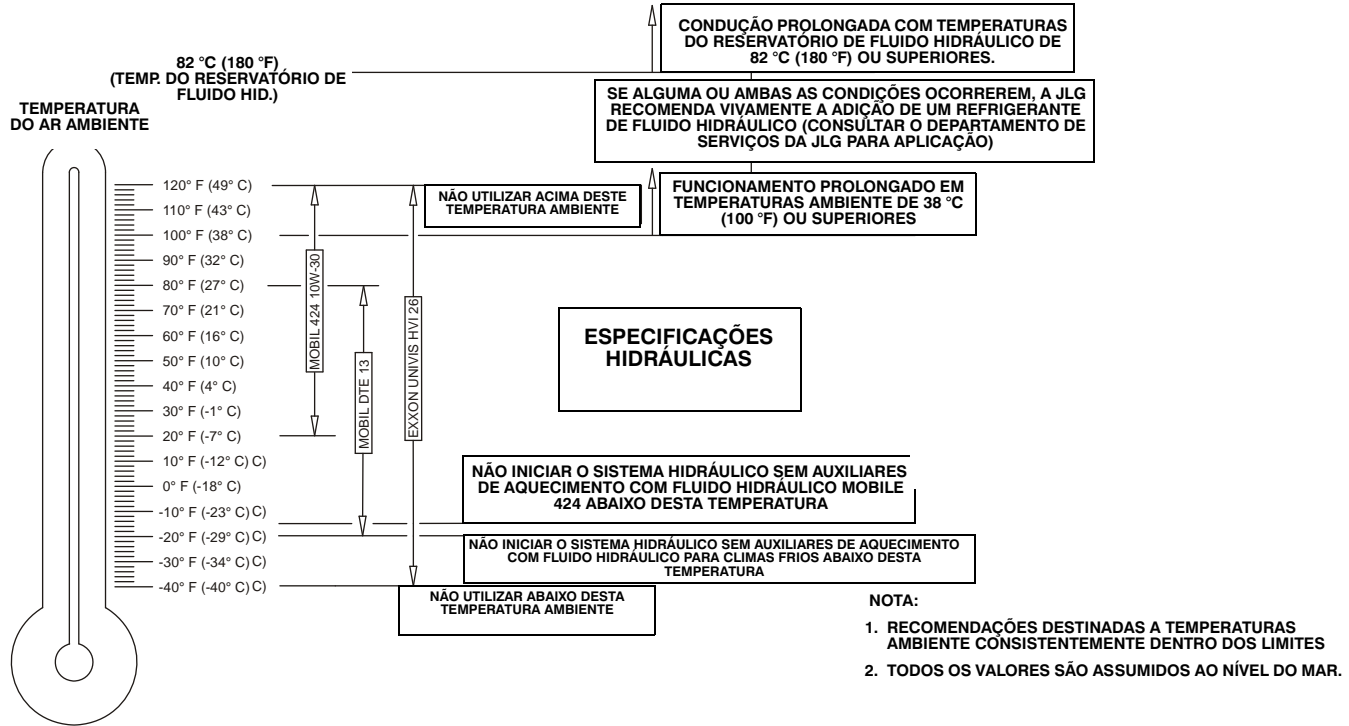 CONDUÇÃO PROLONGADA COM TEMPERATURAS
DO RESERVATÓRIO DE FLUIDO HIDRÁULICO DE
82 °C (180 °F) OU SUPERIORES.
82 °C (180 °F)
(TEMP. DO RESERVATÓRIO DE
FLUIDO HID.)
SE ALGUMA OU AMBAS AS CONDIÇÕES OCORREREM, A JLG
RECOMENDA VIVAMENTE A ADIÇÃO DE UM REFRIGERANTE
DE FLUIDO HIDRÁULICO (CONSULTAR O DEPARTAMENTO DE
SERVIÇOS DA JLG PARA APLICAÇÃO)
TEMPERATURA
DO AR AMBIENTE
NÃO UTILIZAR ACIMA DESTE
TEMPERATURA AMBIENTE
FUNCIONAMENTO PROLONGADO EM
TEMPERATURAS AMBIENTE DE 38 °C
(100 °F) OU SUPERIORES
120° F (49° C)
110° F (43° C)
100° F (38° C)
90° F (32° C)
80° F (27° C)
70° F (21° C)
60° F (16° C)
50° F (10° C)
40° F (4° C)
30° F (-1° C)
20° F (-7° C)
10° F (-12° C) C)
0° F (-18° C)
-10° F (-23° C) C)
-20° F (-29° C) C)
-30° F (-34° C) C)
-40° F (-40° C) C)
MOBIL 424 10W-30
MOBIL DTE 13
EXXON UNIVIS HVI 26
ESPECIFICAÇÕES
HIDRÁULICAS
NÃO INICIAR O SISTEMA HIDRÁULICO SEM AUXILIARES
DE AQUECIMENTO COM FLUIDO HIDRÁULICO MOBILE
424 ABAIXO DESTA TEMPERATURA
NÃO INICIAR O SISTEMA HIDRÁULICO SEM AUXILIARES DE AQUECIMENTO
COM FLUIDO HIDRÁULICO PARA CLIMAS FRIOS ABAIXO DESTA
TEMPERATURA
NÃO UTILIZAR ABAIXO DESTA
TEMPERATURA AMBIENTE
NOTA:
1. RECOMENDAÇÕES DESTINADAS A TEMPERATURAS
AMBIENTE CONSISTENTEMENTE DENTRO DOS LIMITES
2. TODOS OS VALORES SÃO ASSUMIDOS AO NÍVEL DO MAR.